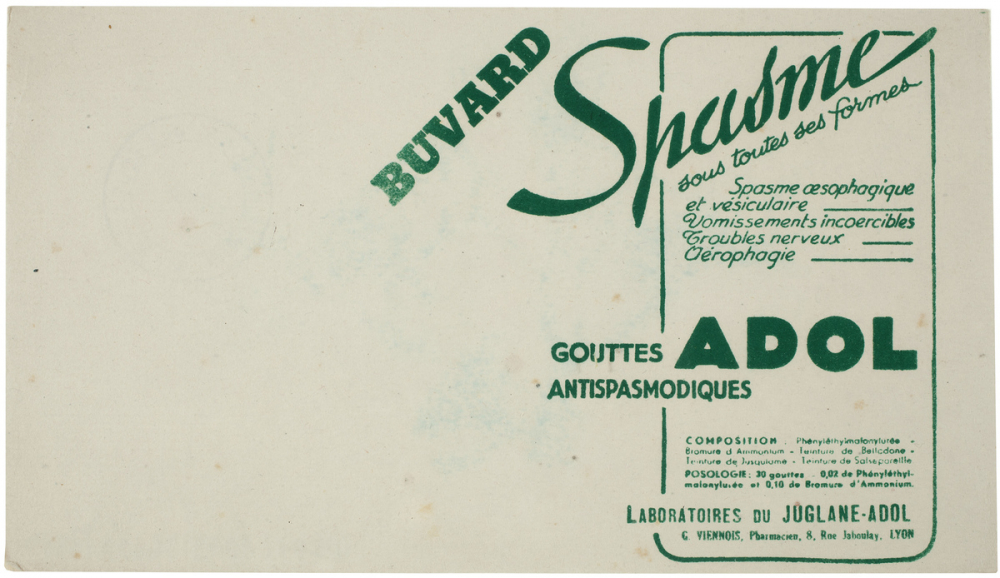 BUVARD
Spasme
sous toutes ses formes
Spasme œsophagique
et vésiculaire
Vomissements incoercibles
Troubles nerveux
Aérophagie
GOUTTES ADOL
ANTISPASMODIQUES
COMPOSITION : Phényléthylmalonylurée -
Bromure d'Ammonium - Teinture de Belladone -
Teinture de Jusquiame - Teinture de Salsepareille
POSOLOGIE : 30 gouttes - 0,02 de Phényléthyl-
malonylurée et 0,10 de Bromure d'Ammonium.
LABORATOIRES DU JUGLANE-ADOL
G. VIENNOIS, Pharmacien, 8, Rue Jaboulay, LYON